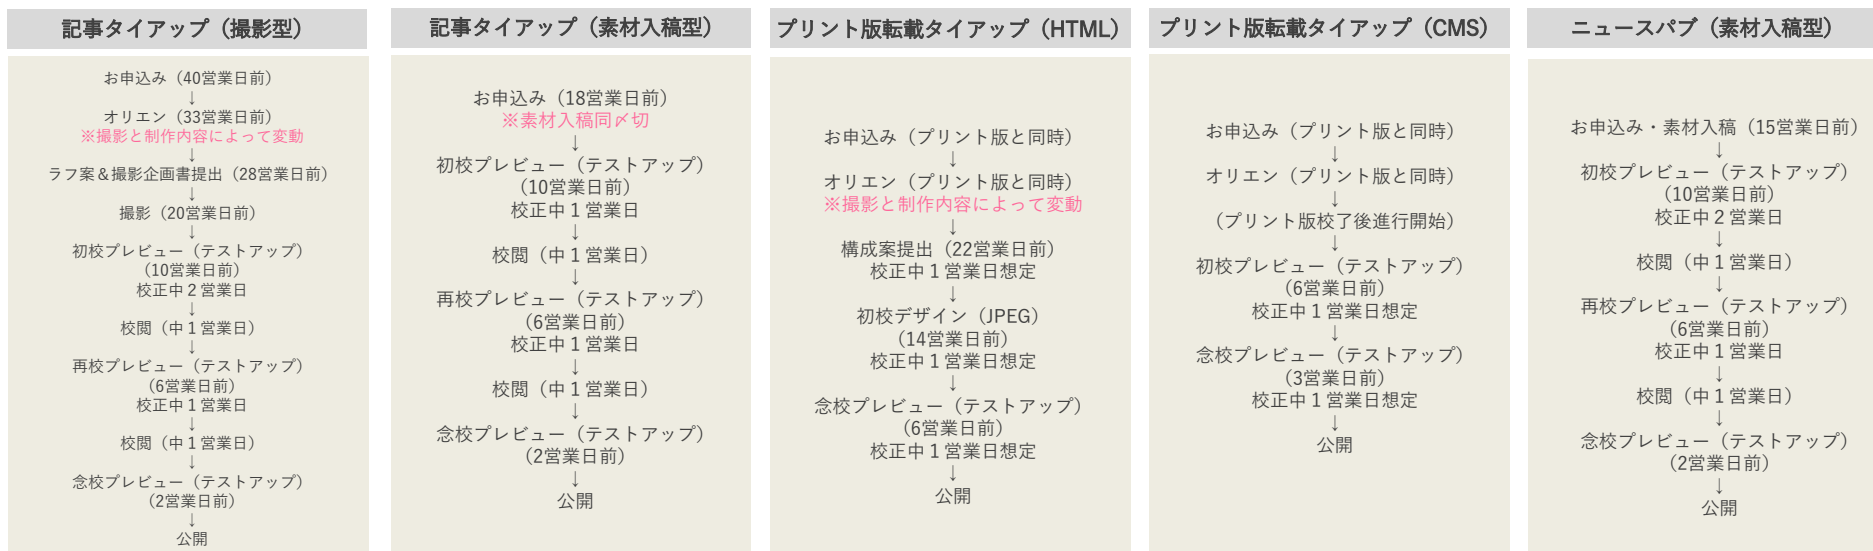 記事タイアップ（撮影型）
お申込み（40営業日前）
↓
オリエン（33営業日前）
※撮影と制作内容によって変動
↓
ラフ案＆撮影企画書提出（28営業日前）
↓
撮影（20営業日前）
↓
初校プレビュー（テストアップ）
（10営業日前）
校正中２営業日
↓
校閲（中１営業日）
↓
再校プレビュー（テストアップ）
（6営業日前）
校正中１営業日
↓
校閲（中１営業日）
↓
念校プレビュー（テストアップ）
（2営業日前）
↓
公開
記事タイアップ（素材入稿型）
お申込み（18営業日前）
※素材入稿同〆切
↓
初校プレビュー（テストアップ）
（10営業日前）
校正中１営業日
↓
校閲（中１営業日）
↓
再校プレビュー（テストアップ）
（6営業日前）
校正中１営業日
↓
校閲（中１営業日）
↓
念校プレビュー（テストアップ）
（2営業日前）
↓
公開
プリント版転載タイアップ（HTML）
お申込み（プリント版と同時）
↓
オリエン（プリント版と同時）
※撮影と制作内容によって変動
↓
構成案提出（22営業日前）
校正中１営業日想定
↓
初校デザイン（JPEG）
（14営業日前）
校正中１営業日想定
↓
念校プレビュー（テストアップ）
（6営業日前）
校正中１営業日想定
↓
公開
プリント版転載タイアップ（CMS）
お申込み（プリント版と同時）
↓
オリエン（プリント版と同時）
↓
（プリント版校了後進行開始）
↓
初校プレビュー（テストアップ）
（6営業日前）
校正中１営業日想定
↓
念校プレビュー（テストアップ）
（3営業日前）
校正中１営業日想定
↓
公開
ニュースパブ（素材入稿型）
お申込み・素材入稿（15営業日前）
↓
初校プレビュー（テストアップ）
（10営業日前）
校正中２営業日
↓
校閲（中１営業日）
↓
再校プレビュー（テストアップ）
（6営業日前）
校正中１営業日
↓
校閲（中１営業日）
↓
念校プレビュー（テストアップ）
（2営業日前）
↓
公開